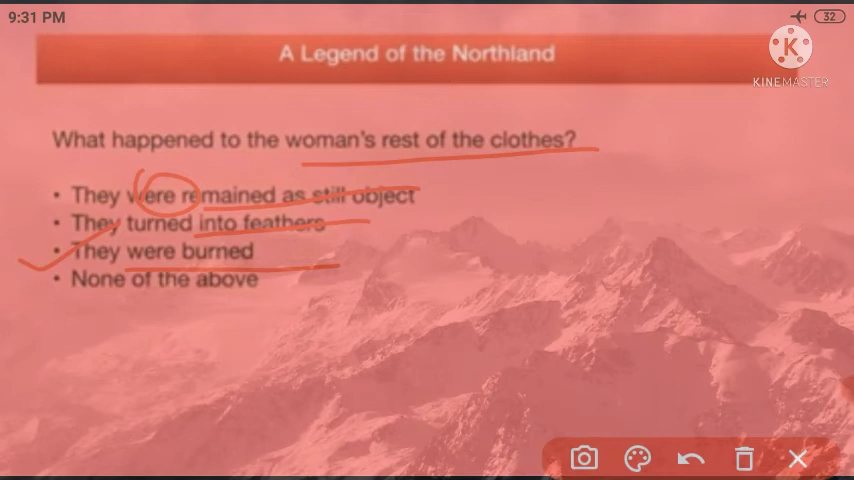 9:31 PM
32
A Legend of the Northland
K
KINEMASTER
What happened to the woman's rest of the clothes?
• They were remained as still object
• They turned into feathers
• They were burned
• None of the above